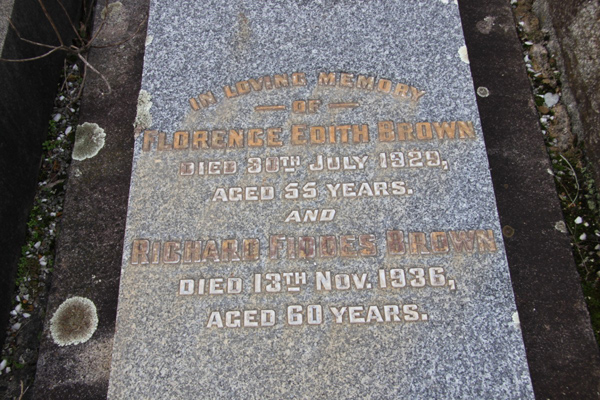 IN LOVING MEMORY
OF
FLORENCE EDITH BROWN
DIED 30TH JULY 1929,
AGED 55 YEARS.
AND
RICHARD FIDDES BROWN
DIED 13TH NOV. 1936,
AGED 60 YEARS.